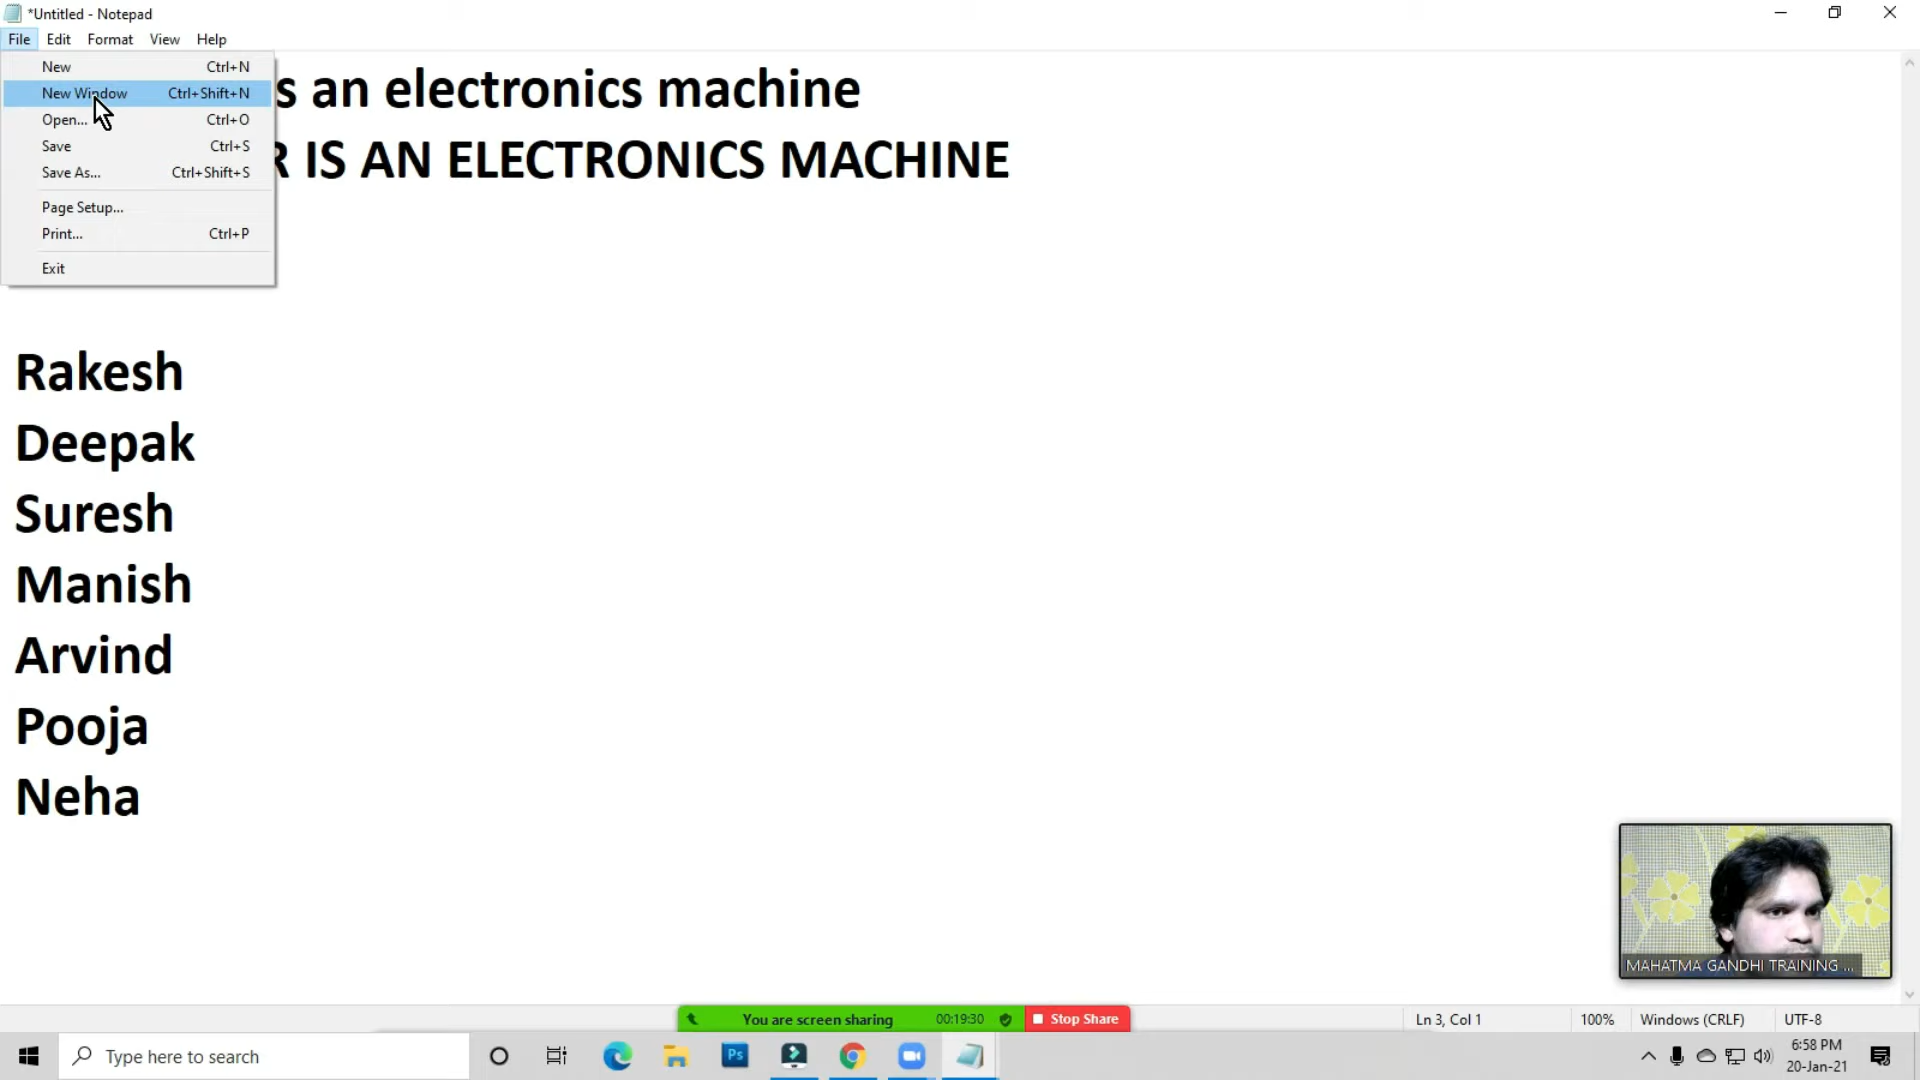 *Untitled - Notepad
File Edit Format View Help
New Ctrl+N
New Window Ctrl+Shift+N
Open... Ctrl+O
Save Ctrl+S
Save As... Ctrl+Shift+S
Page Setup...
Print... Ctrl+P
Exit
s an electronics machine
R IS AN ELECTRONICS MACHINE
Rakesh
Deepak
Suresh
Manish
Arvind
Pooja
Neha
MAHATMA GANDHI TRAINING ...
You are screen sharing 00:19:30 Stop Share
Ln 3, Col 1 100% Windows (CRLF) UTF-8
Type here to search
Ps
6:58 PM
20-Jan-21